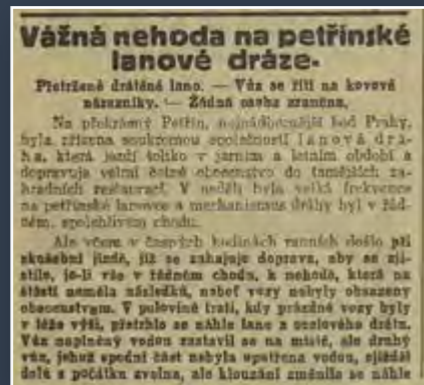 Vážná nehoda na petřínské
lanové dráze.
Přetržené drátěné lano. — Vůz se řítí na kovové
nárazníky. — Žádná osoba zraněna.
Na překrásný Petřín, nejnádhernější bod Prahy,
byla zřízena soukromou společností lanová drá-
ha, která jezdí toliko v jarním a letním období a
dopravuje velmi četné obecenstvo do tamějších za-
hradních restaurací. V neděli byla velká frekvence
na petřínské lanovce a mechanismus dráhy byl v řád-
ném, spolehlivém chodu.
Ale včera v časných hodinách ranních došlo při
zkušební jízdě, jíž se zahajuje doprava, aby se zji-
stilo, je-li vše v řádném chodu, k nehodě, která na
štěstí neměla následků, neboť vozy nebyly obsazeny
obecenstvem. V polovině trati, kdy prázdné vozy byly
v téže výši, přetrhlo se náhle lano z ocelového drátu.
Vůz naplněný vodou zastavil se na místě, ale druhý
vůz, jehož spodní část nebyla opatřena vodou, sjížděl
dolů s počátku zvolna, ale klouzání změnilo se náhle